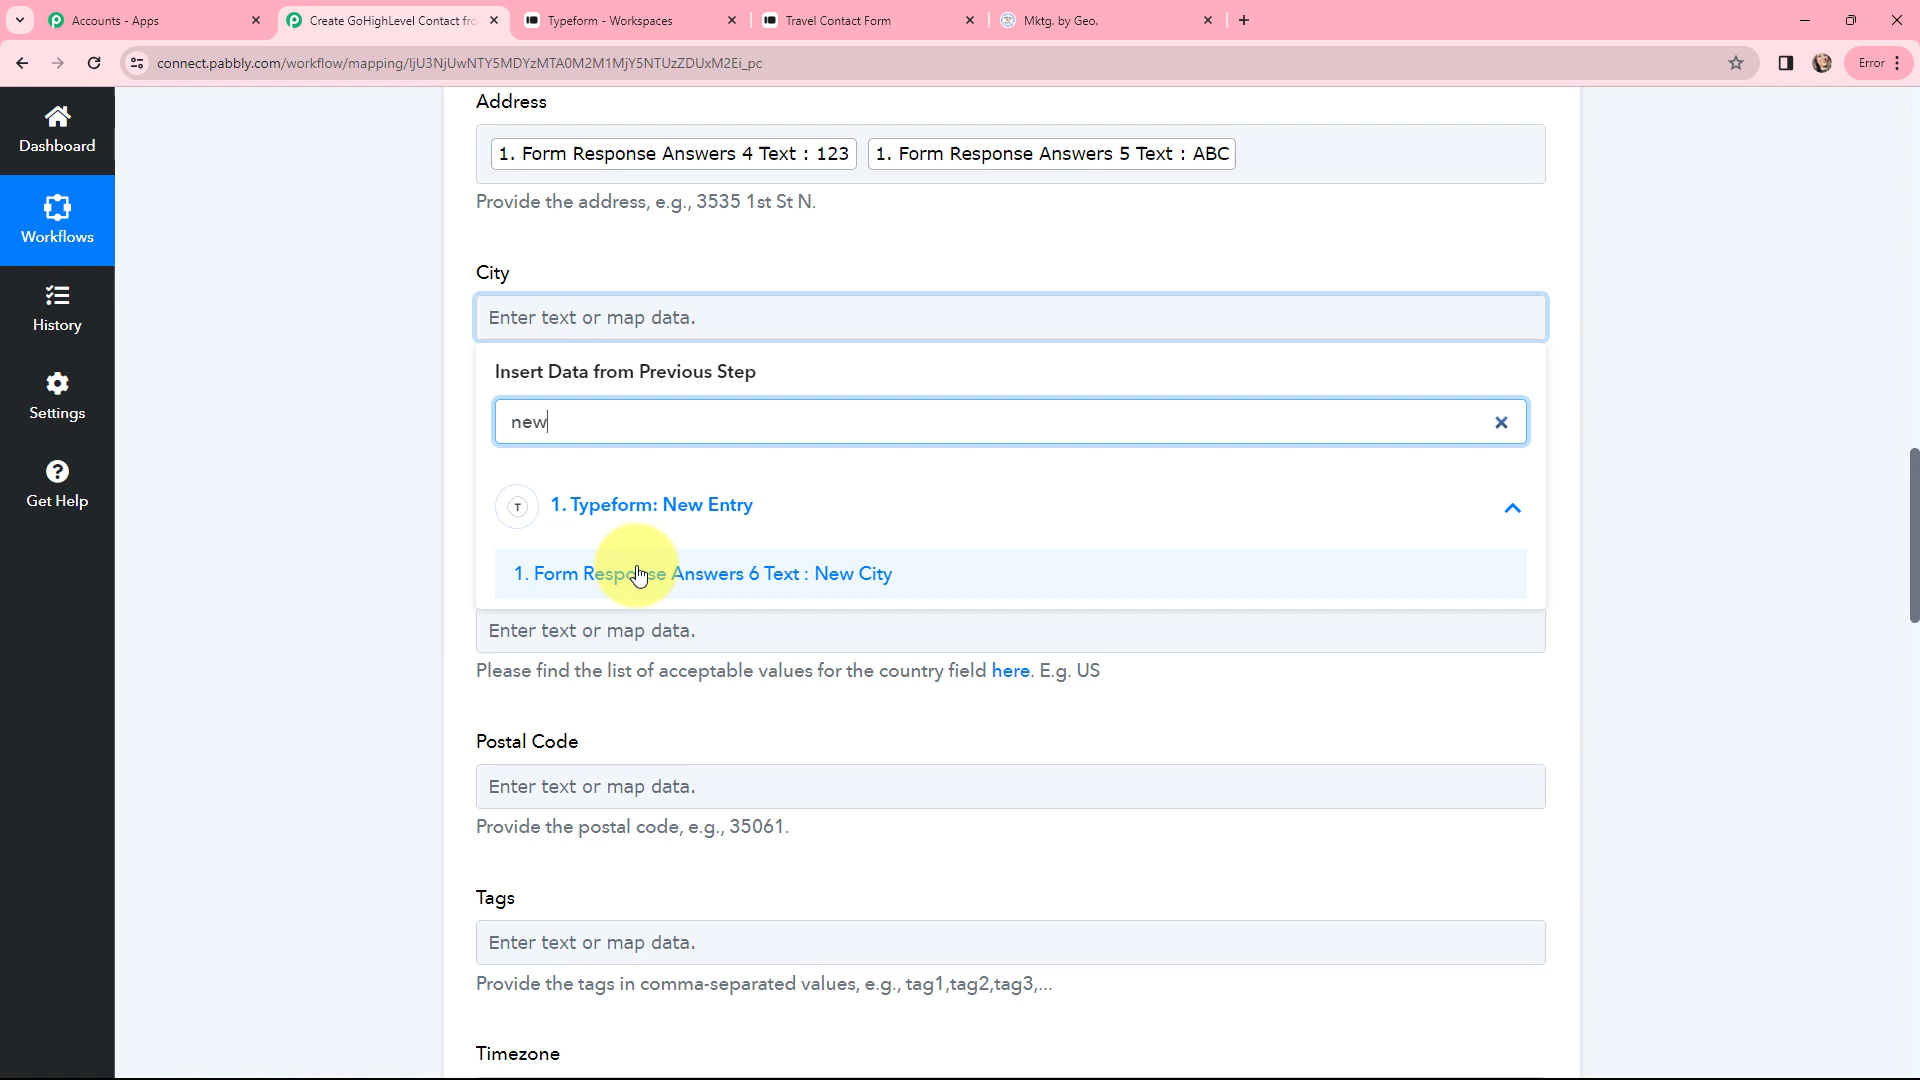 Accounts - Apps
Create GoHighLevel Contact fro
Typeform - Workspaces
Travel Contact Form
Mktg. by Geo.
connect.pabbly.com/workflow/mapping/IjU3NjUwNTY5MDYzMTA0M2M1MjY5NTUzZDUxM2Ei_pc
Error
Dashboard
Workflows
History
Settings
Get Help
Address
1. Form Response Answers 4 Text : 123
1. Form Response Answers 5 Text : ABC
Provide the address, e.g., 3535 1st St N.
City
Enter text or map data.
Insert Data from Previous Step
new
T
1. Typeform: New Entry
1. Form Response Answers 6 Text : New City
Enter text or map data.
Please find the list of acceptable values for the country field here. E.g. US
Postal Code
Enter text or map data.
Provide the postal code, e.g., 35061.
Tags
Enter text or map data.
Provide the tags in comma-separated values, e.g., tag1,tag2,tag3,...
Timezone